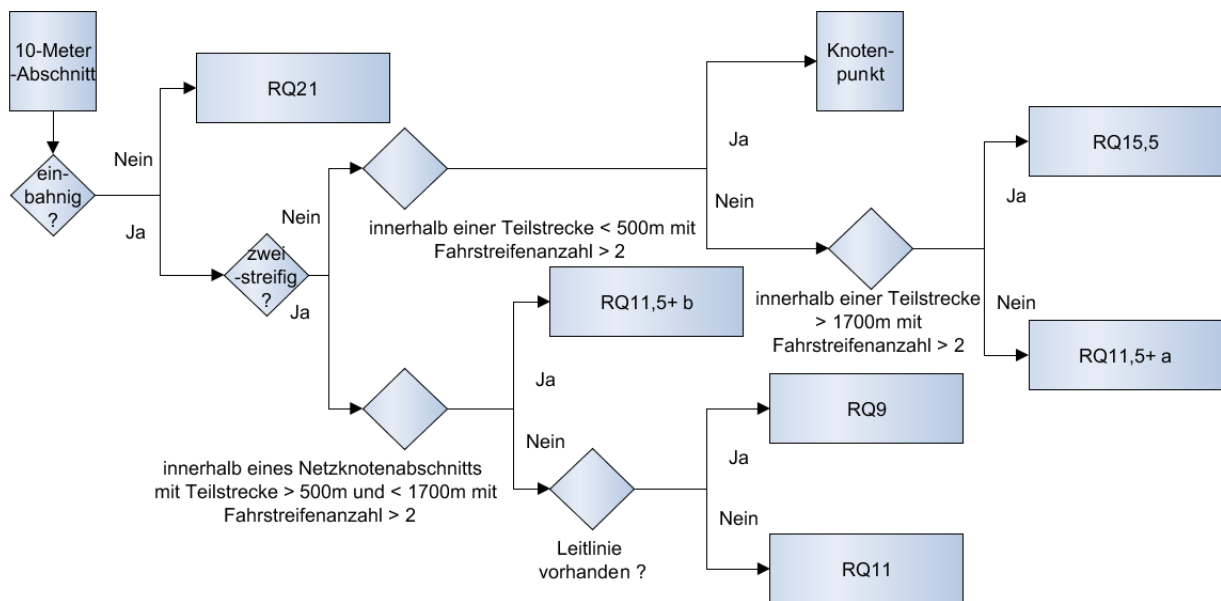 10-Meter
-Abschnitt
RQ21
Knoten-
punkt
RQ15,5
Nein
ein-
bahnig
?
Ja
Ja
Nein
Ja
Nein
innerhalb einer Teilstrecke < 500m mit
Fahrstreifenanzahl > 2
zwei
-streifig
?
Ja
RQ11,5+ b
innerhalb einer Teilstrecke
> 1700m mit
Fahrstreifenanzahl > 2
Nein
RQ11,5+ a
Ja
Nein
RQ9
innerhalb eines Netzknotenabschnitts
mit Teilstrecke > 500m und < 1700m mit
Fahrstreifenanzahl > 2
Ja
Nein
Leitlinie
vorhanden ?
RQ11